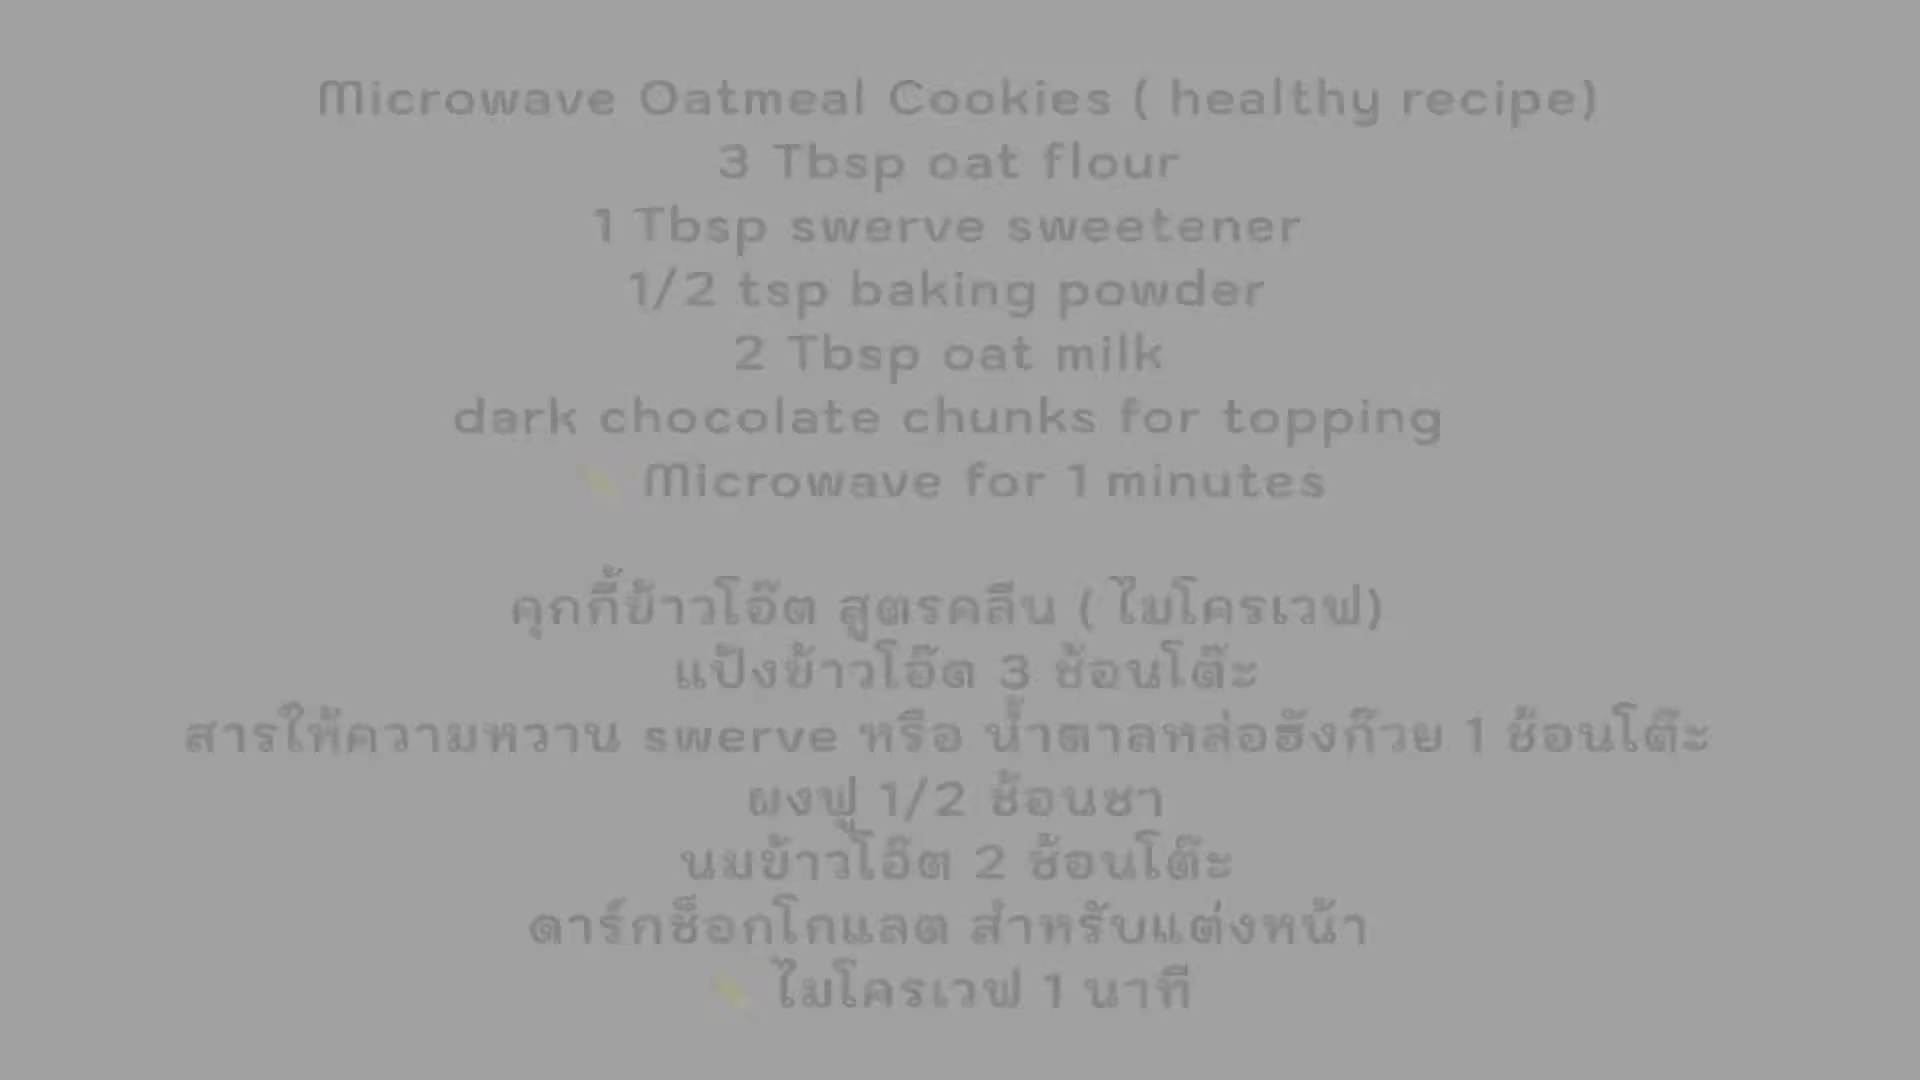 Microwave Oatmeal Cookies ( healthy recipe)
3 Tbsp oat flour
1 Tbsp swerve sweetener
1/2 tsp baking powder
2 Tbsp oat milk
dark chocolate chunks for topping
Microwave for 1 minutes
คุกกี้ข้าวโอ๊ต สูตรคลีน ( ไมโครเวฟ)
แป้งข้าวโอ๊ต 3 ช้อนโต๊ะ
สารให้ความหวาน swerve หรือ น้ำตาลหล่อฮังก๊วย 1 ช้อนโต๊ะ
ผงฟู 1/2 ช้อนชา
นมข้าวโอ๊ต 2 ช้อนโต๊ะ
ดาร์กช็อกโกแลต สำหรับแต่งหน้า
ไมโครเวฟ 1 นาที